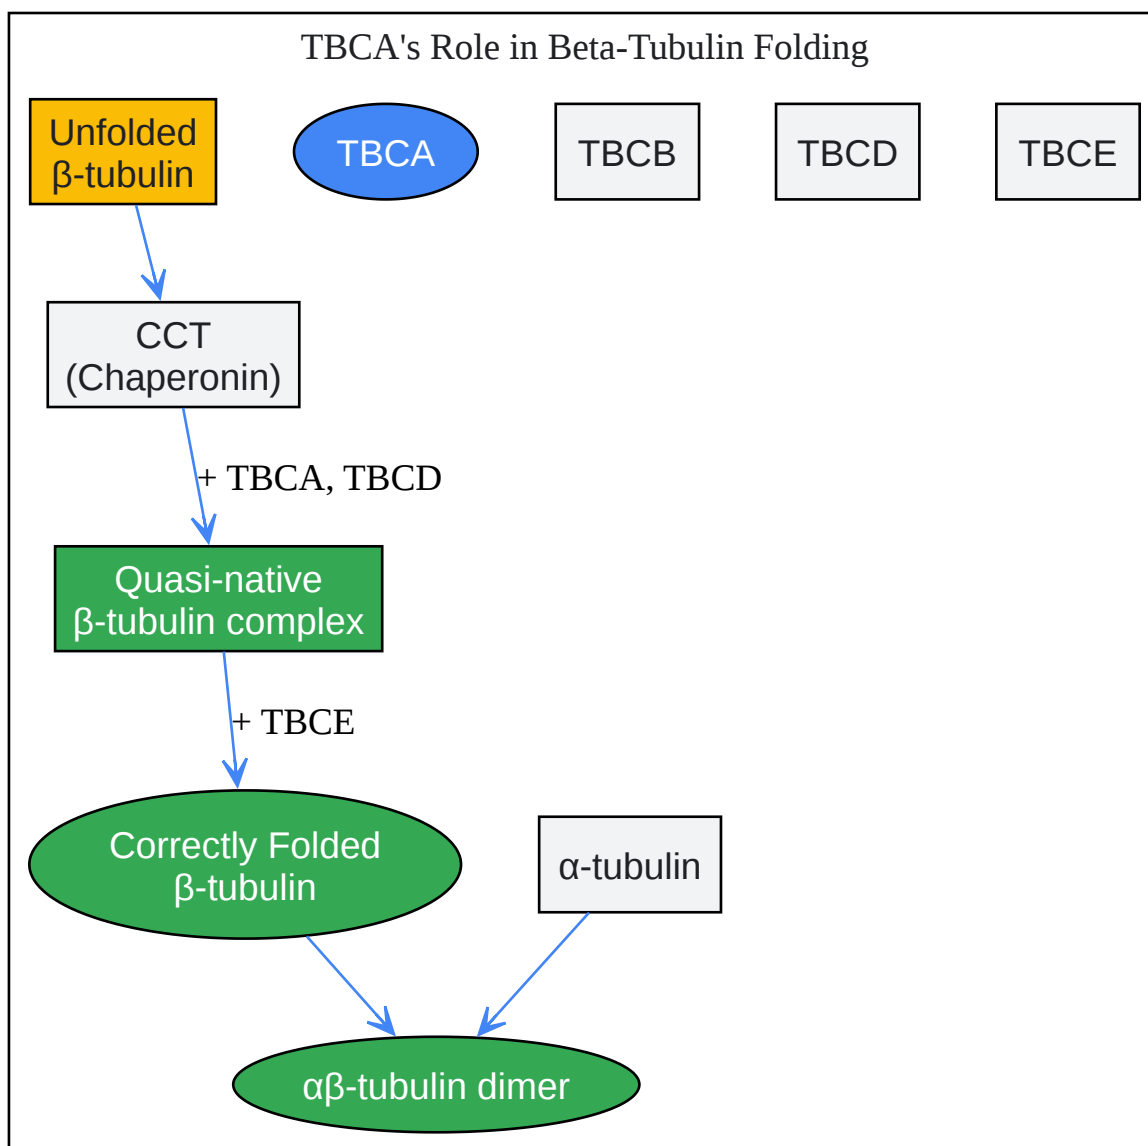 TBCA's Role in Beta-Tubulin Folding
Unfolded
β-tubulin
TBCA
TBCB
TBCD
TBCE
CCT
(Chaperonin)
+ TBCA, TBCD
Quasi-native
β-tubulin complex
+ TBCE
Correctly Folded
β-tubulin
α-tubulin
αβ-tubulin dimer